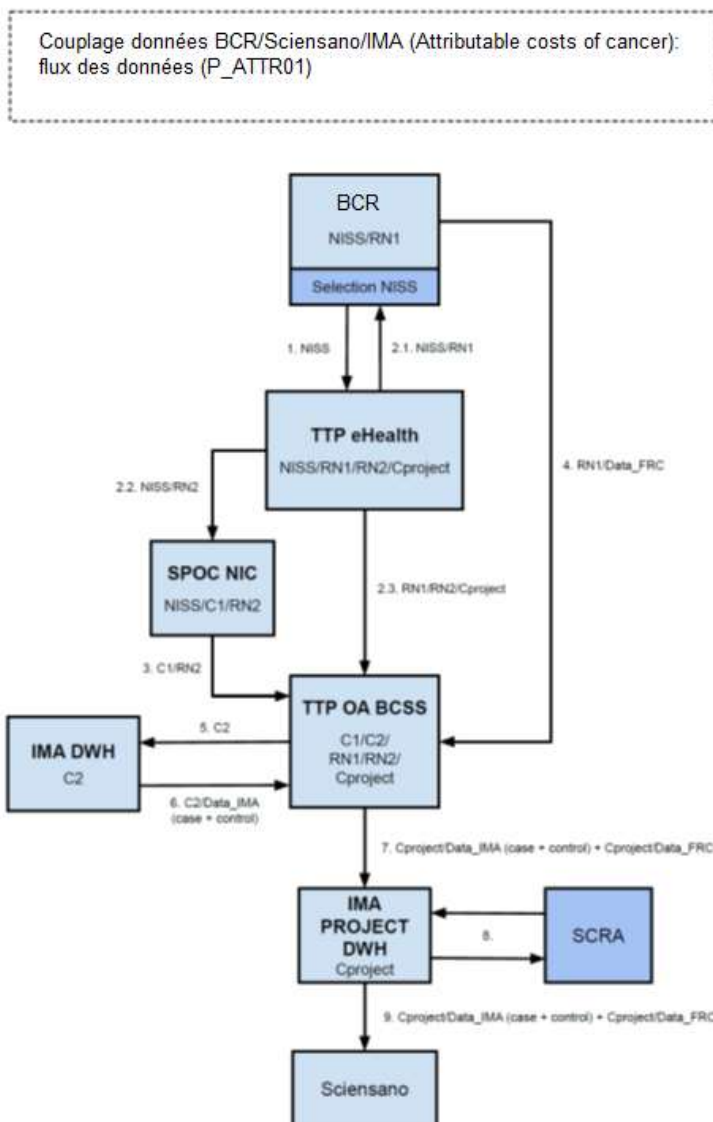 Couplage données BCR/Sciensano/IMA (Attributable costs of cancer):
flux des données (P_ATTR01)
BCR
NISS/RN1
Selection NISS
1. NISS
2.1. NISS/RN1
TTP eHealth
NISS/RN1/RN2/Cproject
4. RN1/Data_FRC
2.2. NISS/RN2
SPOC NIC
NISS/C1/RN2
2.3. RN1/RN2/Cproject
3. C1/RN2
TTP OA BCSS
C1/C2/
RN1/RN2/
Cproject
5. C2
IMA DWH
C2
6. C2/Data_IMA
(case + control)
7. Cproject/Data_IMA (case + control) + Cproject/Data_FRC
IMA
PROJECT
DWH
Cproject
8.
SCRA
9. Cproject/Data_IMA (case + control) + Cproject/Data_FRC
Sciensano